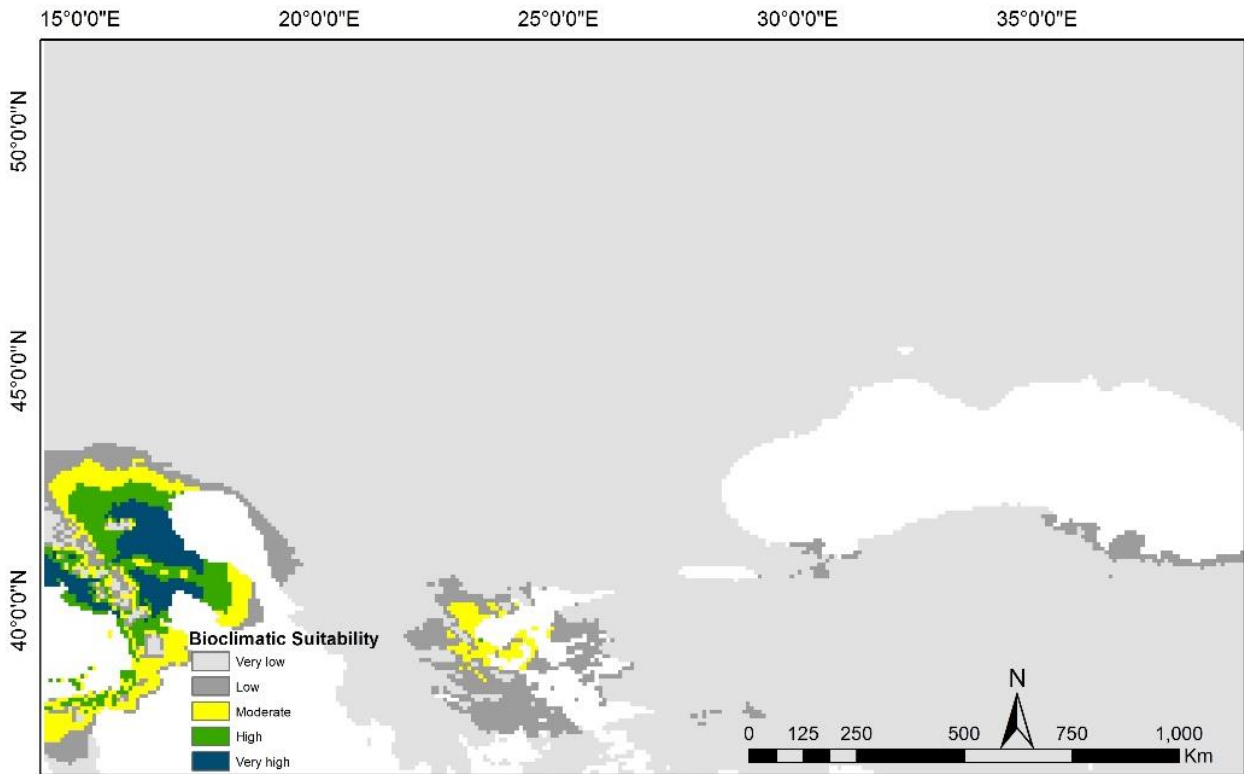 15°0'0"E 20°0'0"E 25°0'0"E 30°0'0"E 35°0'0"E
50°0'0"N
45°0'0"N
40°0'0"N
Bioclimatic Suitability
Very low
Low
Moderate
High
Very high
N
0 125 250 500 750 1,000
Km